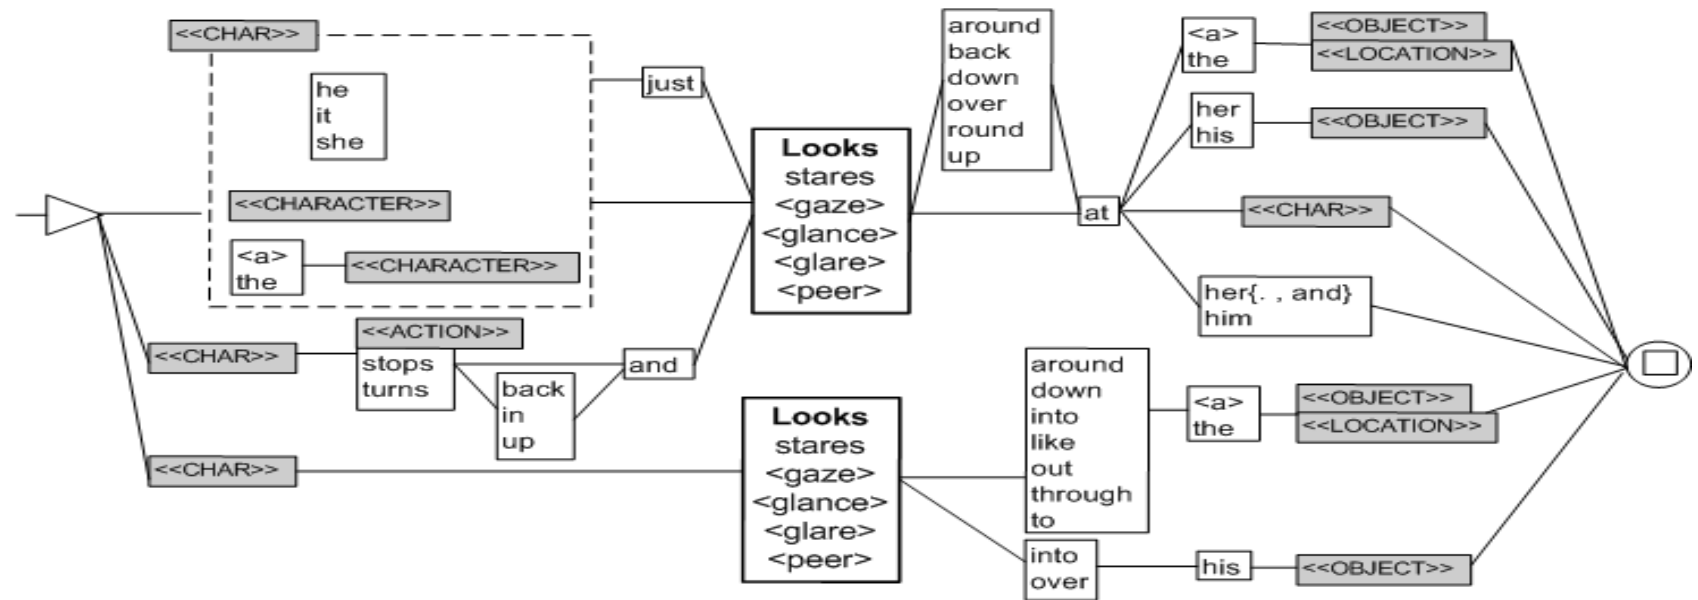 <<CHAR>>
he
it
she
<<CHARACTER>>
<a>
the
<<CHARACTER>>
just
<<CHAR>>
<<ACTION>>
stops
turns
back
in
up
and
Looks
stares
<gaze>
<glance>
<glare>
<peer>
around
back
down
over
round
up
at
<a>
the
<<OBJECT>>
<<LOCATION>>
her
his
<<OBJECT>>
<<CHAR>>
her{. , and}
him
<<CHAR>>
Looks
stares
<gaze>
<glance>
<glare>
<peer>
around
down
into
like
out
through
to
<a>
the
<<OBJECT>>
<<LOCATION>>
into
over
his
<<OBJECT>>